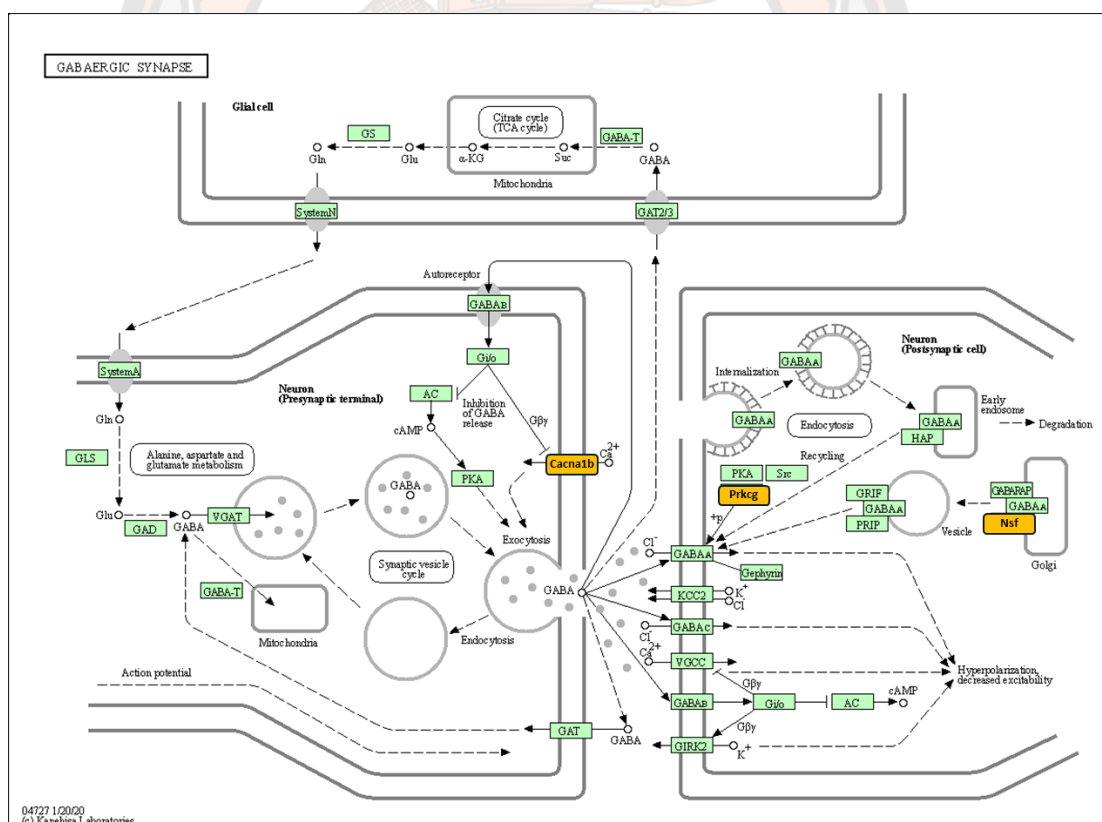 GABAERGIC SYNAPSE
Glial cell
Citrate cycle
(TCA cycle)
GS
GABA-T
Gln
Glu
α-KG
Suc
GABA
Mitochondria
SystemN
GAT2/3
Autoreceptor
GABAB
Gi/o
SystemA
Neuron
(Presynaptic terminal)
AC
Inhibition
of GABA
release
Gβγ
cAMP
Gln
GLS
Alanine, aspartate and
glutamate metabolism
PKA
Cacna1b
Ca2+
GABA
Glu
GAD
GABA
VGAT
Exocytosis
Synaptic vesicle
cycle
GABA
GABA-T
Mitochondria
Endocytosis
Action potential
GAT
GABA
Neuron
(Postsynaptic cell)
Internalization
GABAA
GABAA
Endocytosis
Early
endosome
GABAA
HAP
Degradation
Recycling
PKA
Src
Prkcg
+p
GRIF
GABAA
PRIP
Vesicle
GABARAP
GABAA
Nsf
Golgi
Cl-
GABAA
Gephyrin
KCC2
K+
Cl-
GABAC
Cl-
Ca2+
VGCC
Hyperpolarization,
decreased excitability
Gβγ
GABAB
Gi/o
AC
cAMP
Gβγ
GIRK2
K+
04727 1/20/20
(c) Kanehisa Laboratories